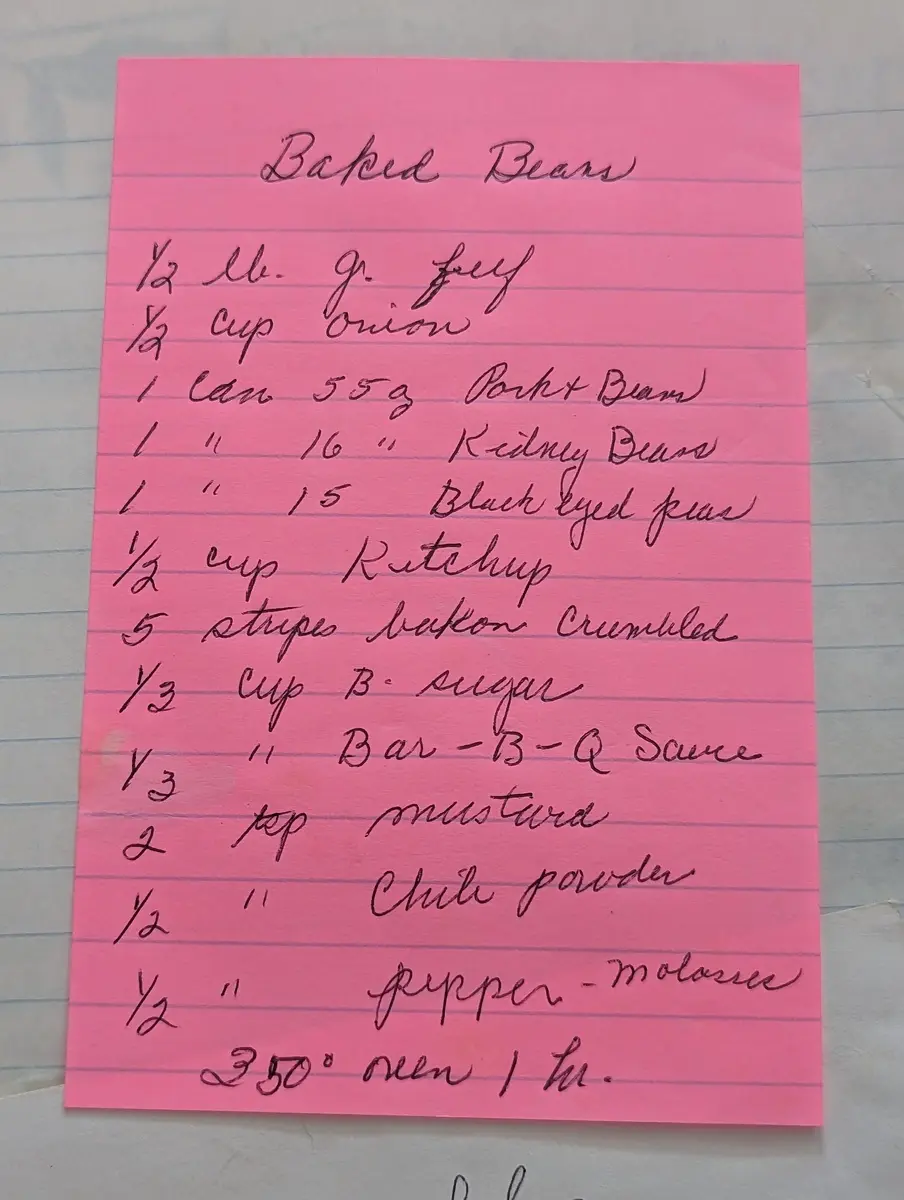 Baked Beans
1/2 lb. gr. beef
1/2 cup onion
1 can 55 oz Pork + Beans
1 " 16 " Kidney Beans
1 " 15 Black eyed peas
1/2 cup Ketchup
5 stripes bakon Crumbled
1/3 cup B. sugar
1/3 " Bar-B-Q Sauce
2 tsp mustard
1/2 " Chili powder
1/2 " pepper - molasses
350° oven 1 hr.